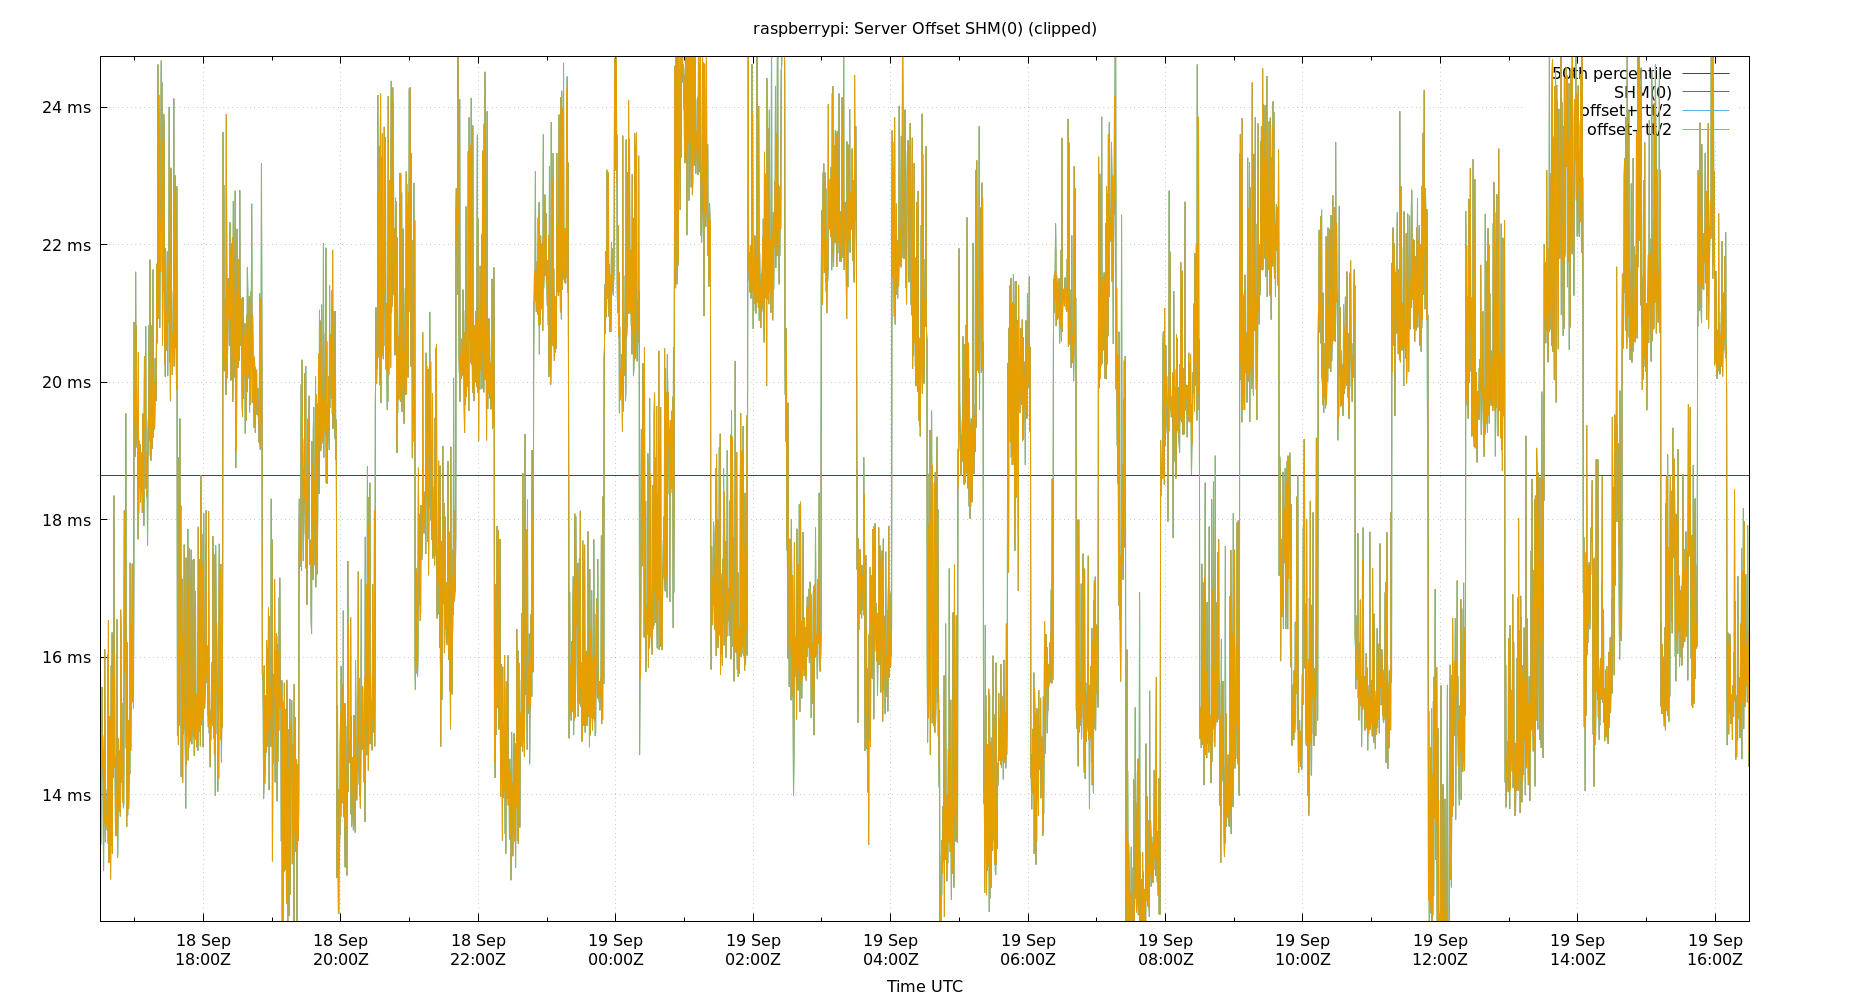 raspberrypi: Server Offset SHM(0) (clipped)
50th percentile
SHM(0)
offset+rtt/2
offset-rtt/2
24 ms
22 ms
20 ms
18 ms
16 ms
14 ms
18 Sep
18:00Z
18 Sep
20:00Z
18 Sep
22:00Z
19 Sep
00:00Z
19 Sep
02:00Z
19 Sep
04:00Z
19 Sep
06:00Z
19 Sep
08:00Z
19 Sep
10:00Z
19 Sep
12:00Z
19 Sep
14:00Z
19 Sep
16:00Z
Time UTC